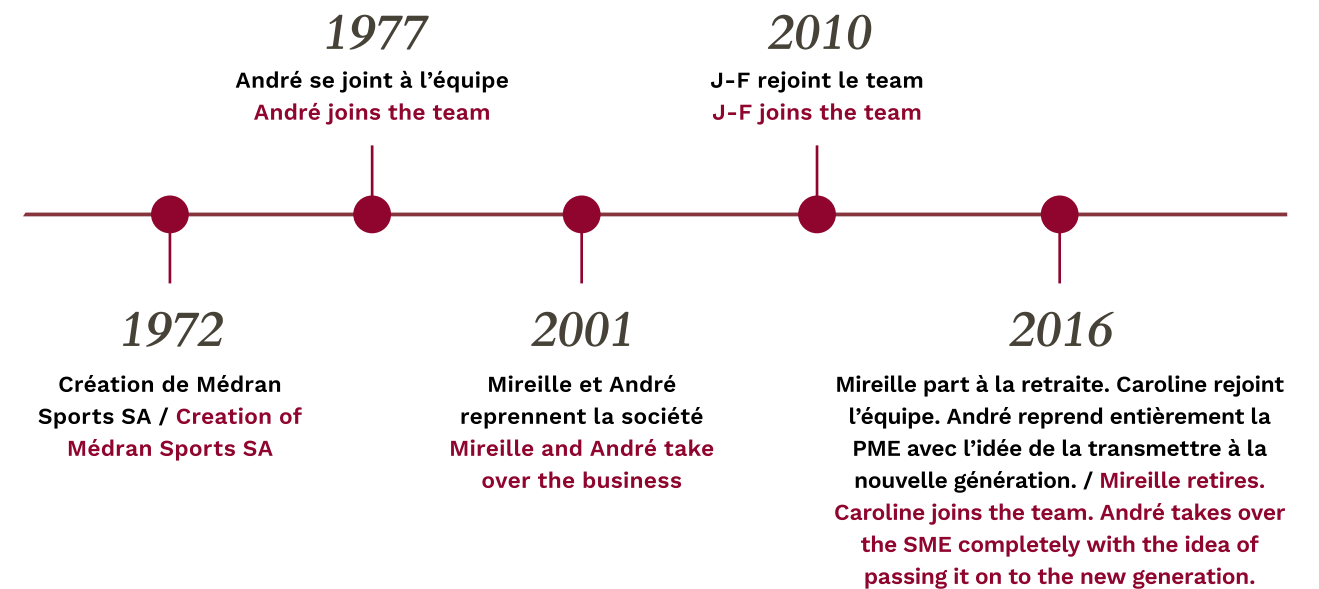 1977
André se joint à l’équipe
André joins the team
2010
J-F rejoint le team
J-F joins the team
1972
Création de Médran
Sports SA / Creation of
Médran Sports SA
2001
Mireille et André
reprennent la société
Mireille and André take
over the business
2016
Mireille part à la retraite. Caroline rejoint
l’équipe. André reprend entièrement la
PME avec l’idée de la transmettre à la
nouvelle génération. / Mireille retires.
Caroline joins the team. André takes over
the SME completely with the idea of
passing it on to the new generation.